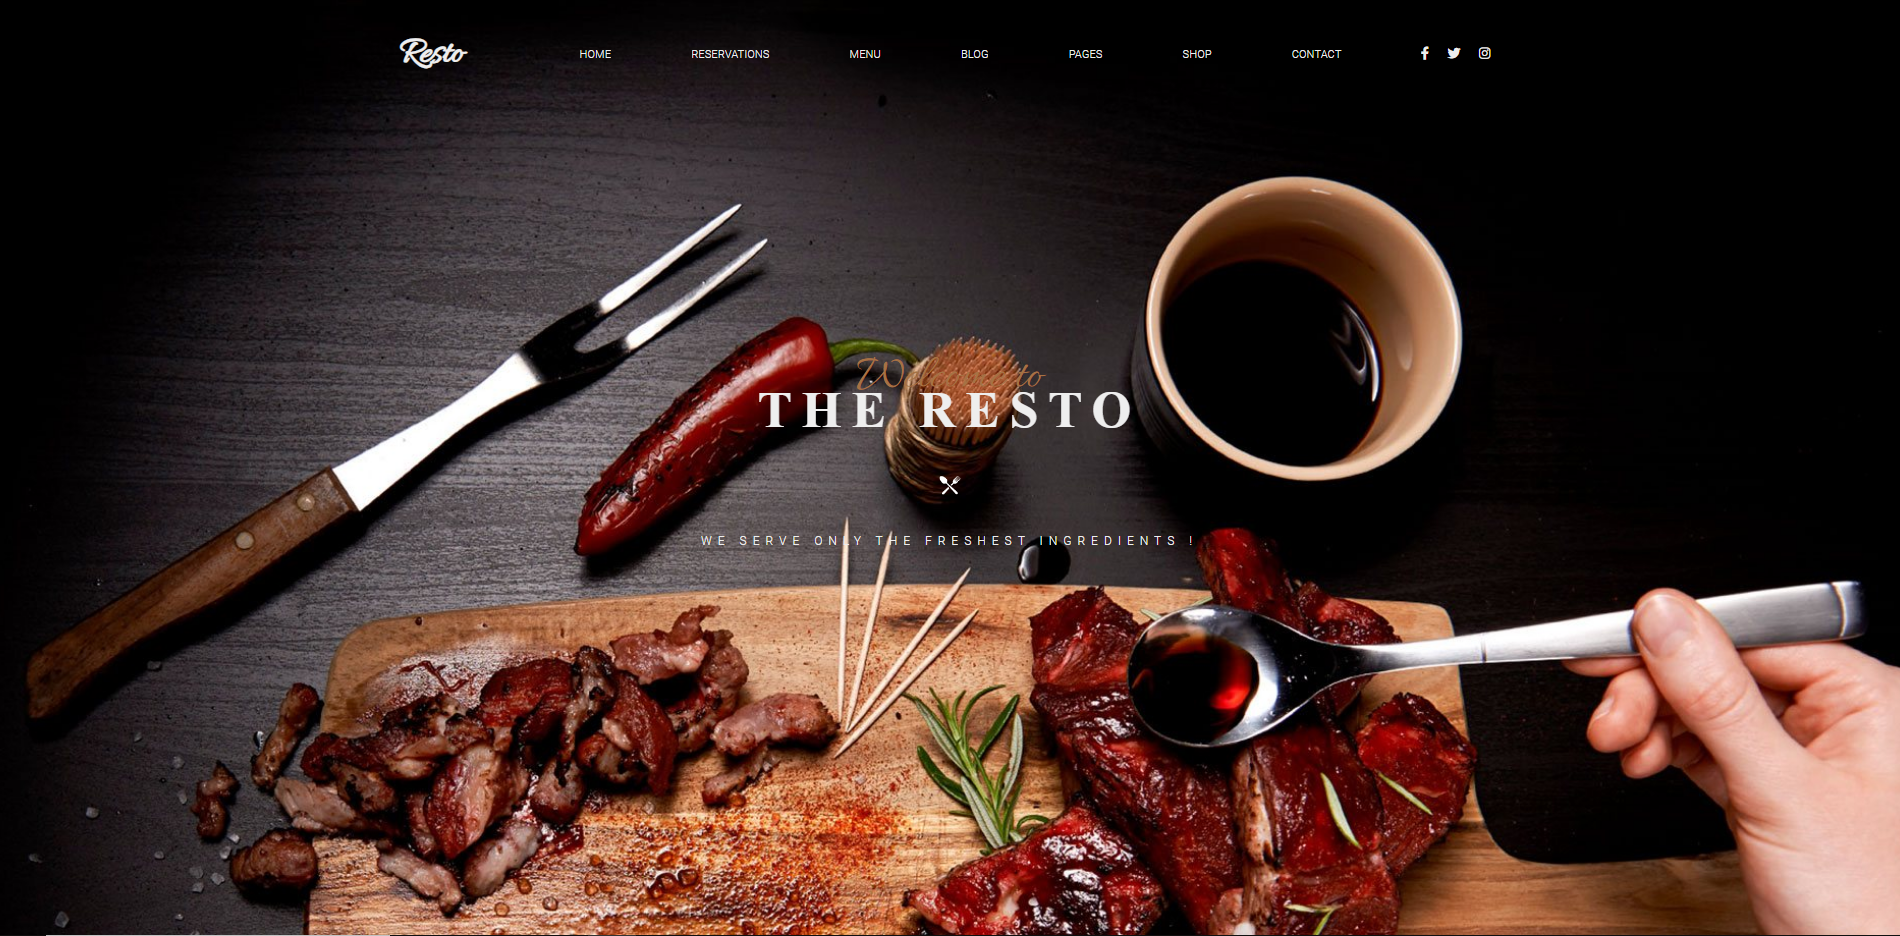 Resto
HOME
RESERVATIONS
MENU
BLOG
PAGES
SHOP
CONTACT
Welcome to
THE RESTO
WE SERVE ONLY THE FRESHEST INGREDIENTS !